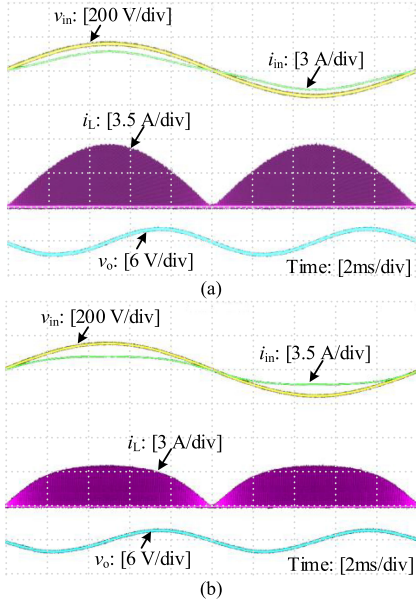 vin: [200 V/div]
iin: [3 A/div]
iL: [3.5 A/div]
vo: [6 V/div]
Time: [2ms/div]
(a)
vin: [200 V/div]
iin: [3.5 A/div]
iL: [3 A/div]
vo: [6 V/div]
Time: [2ms/div]
(b)